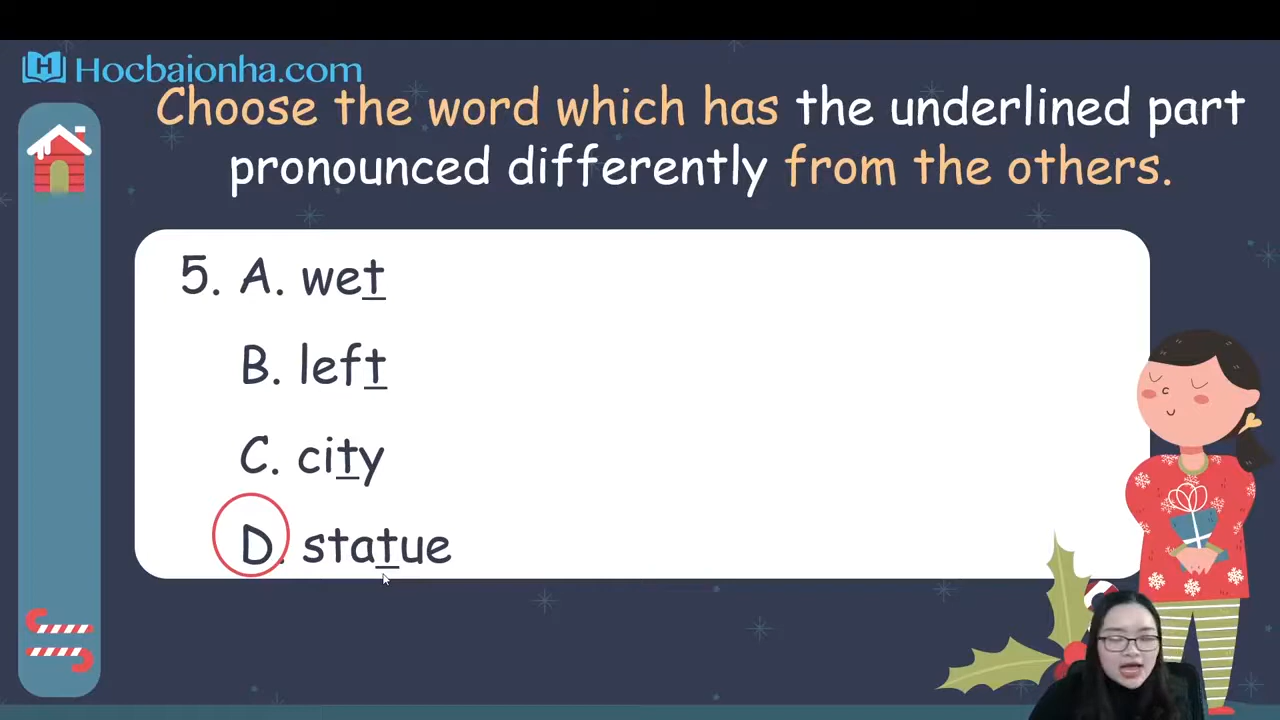 Hocbaionha.com
Choose the word which has the underlined part
pronounced differently from the others.
5. A. wet
B. left
C. city
D. statue